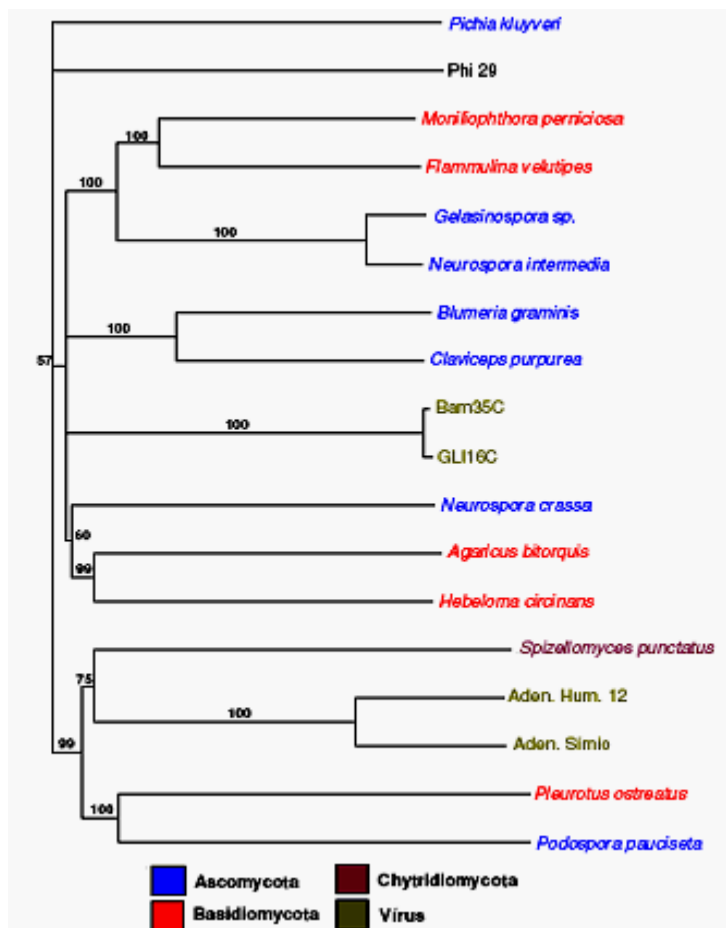 Pichia kluyveri
Phi 29
Moniliophthora perniciosa
100
Flammulina velutipes
100
Gelasinospora sp.
100
Neurospora intermedia
Blumeria graminis
100
Claviceps purpurea
57
Bam35C
100
GLI16C
Neurospora crassa
60
Agaricus bitorquis
99
Hebeloma circinans
Spizellomyces punctatus
75
Aden. Hum. 12
100
Aden. Símio
99
Pleurotus ostreatus
100
Podospora pauciseta
Ascomycota
Chytridiomycota
Basidiomycota
Vírus